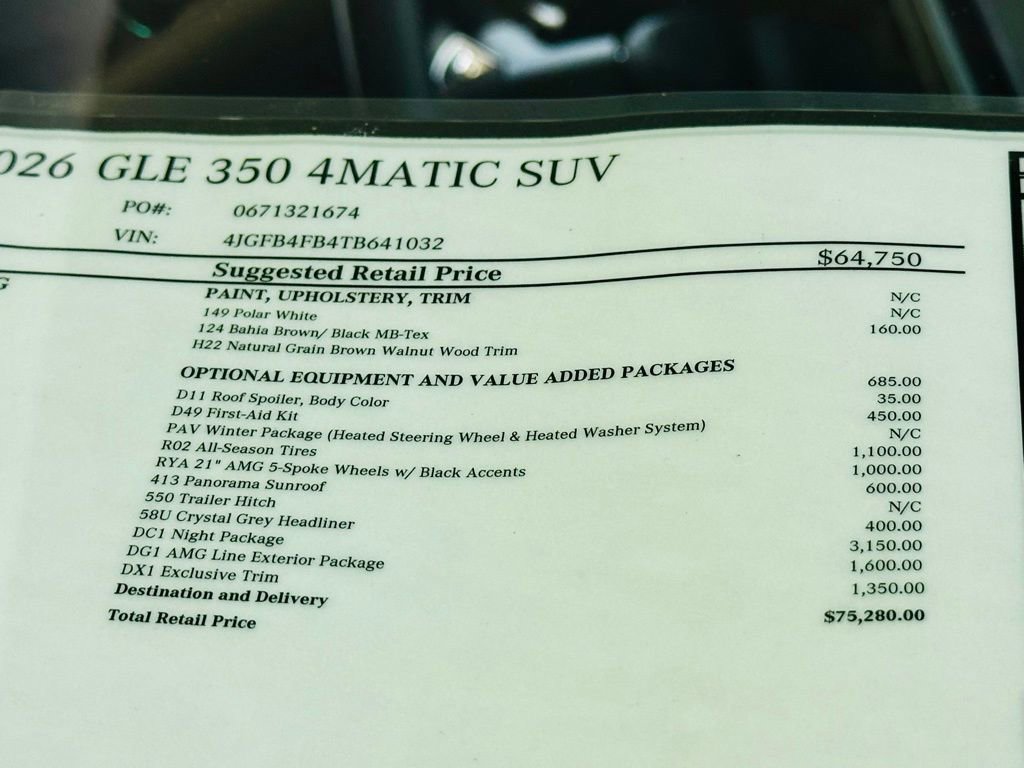 026 GLE 350 4MATIC SUV
PO#: 0671321674
VIN: 4JGFB4FB4TB641032
Suggested Retail Price $64,750
G
PAINT, UPHOLSTERY, TRIM
149 Polar White N/C
124 Bahia Brown/ Black MB-Tex N/C
H22 Natural Grain Brown Walnut Wood Trim 160.00
OPTIONAL EQUIPMENT AND VALUE ADDED PACKAGES
D11 Roof Spoiler, Body Color 685.00
D49 First-Aid Kit 35.00
PAV Winter Package (Heated Steering Wheel & Heated Washer System) 450.00
R02 All-Season Tires N/C
RYA 21" AMG 5-Spoke Wheels w/ Black Accents 1,100.00
413 Panorama Sunroof 1,000.00
550 Trailer Hitch 600.00
58U Crystal Grey Headliner N/C
DC1 Night Package 400.00
DG1 AMG Line Exterior Package 3,150.00
DX1 Exclusive Trim 1,600.00
Destination and Delivery 1,350.00
Total Retail Price $75,280.00